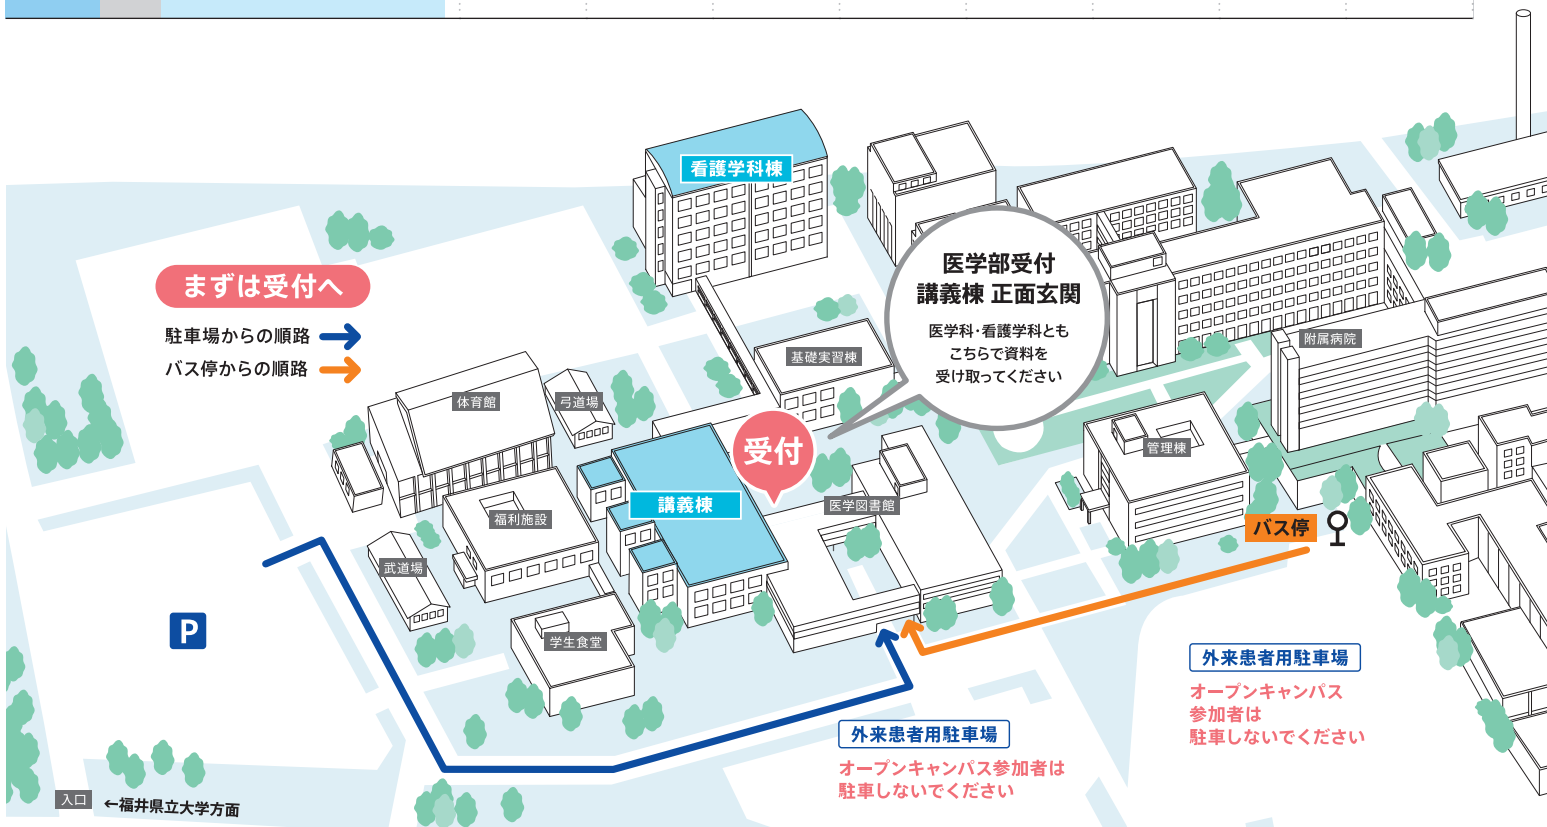 看護学科棟
まずは受付へ
駐車場からの順路
バス停からの順路
医学部受付
講義棟 正面玄関
医学科・看護学科とも
こちらで資料を
受け取ってください
附属病院
基礎実習棟
体育館
弓道場
受付
管理棟
講義棟
医学図書館
福利施設
バス停
武道場
P
学生食堂
外来患者用駐車場
オープンキャンパス
参加者は
駐車しないでください
外来患者用駐車場
オープンキャンパス参加者は
駐車しないでください
入口
←福井県立大学方面